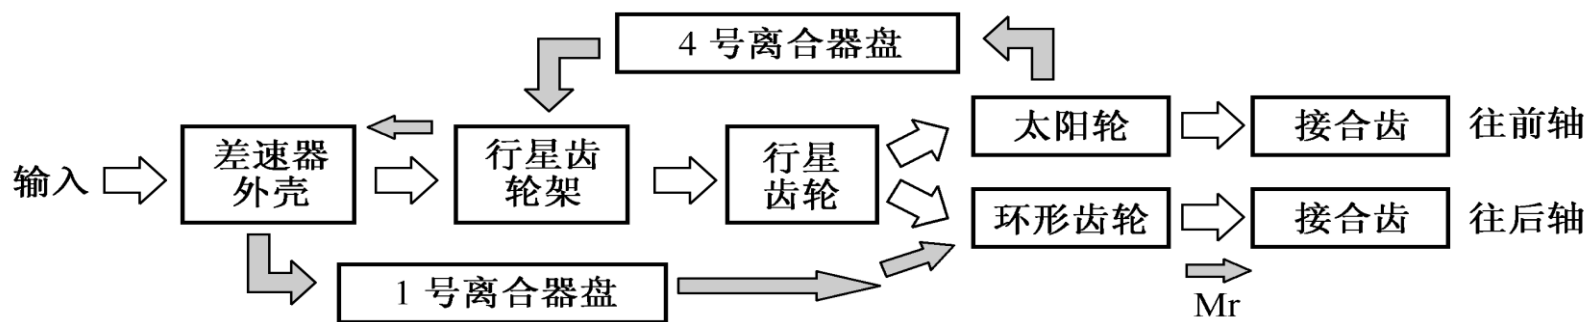 4 号离合器盘
输入
差速器
外壳
行星齿
轮架
行星
齿轮
太阳轮
接合齿
往前轴
环形齿轮
接合齿
往后轴
1 号离合器盘
Mr